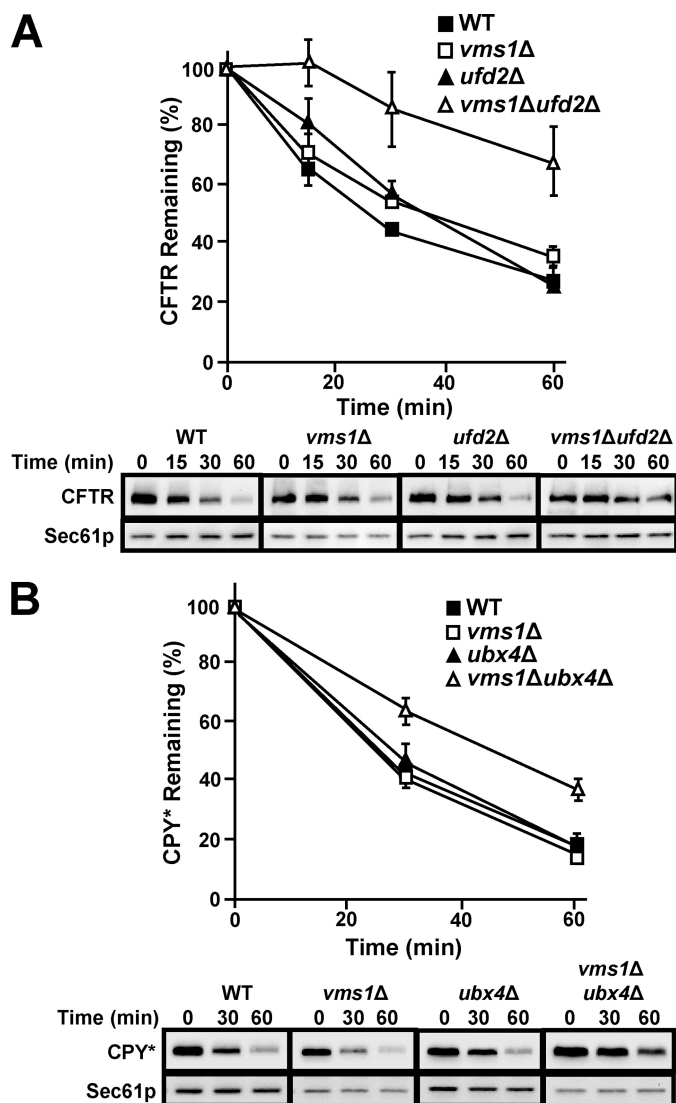 A
WT
vms1Δ
ufd2Δ
vms1Δufd2Δ
CFTR Remaining (%)
100
80
60
40
20
0
0 20 40 60
Time (min)
WT vms1Δ ufd2Δ vms1Δufd2Δ
Time (min) 0 15 30 60 0 15 30 60 0 15 30 60 0 15 30 60
CFTR
Sec61p
B
WT
vms1Δ
ubx4Δ
vms1Δubx4Δ
CPY* Remaining (%)
100
80
60
40
20
0
0 20 40 60
Time (min)
vms1Δ
WT vms1Δ ubx4Δ ubx4Δ
Time (min) 0 30 60 0 30 60 0 30 60 0 30 60
CPY*
Sec61p